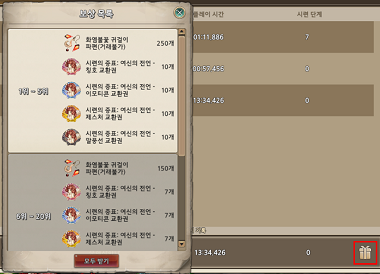 보상 목록
플레이 시간
시련 단계
1위 ~ 5위
화염불꽃 귀걸이
파편(거래불가)
250개
시련의 증표: 여신의 전언 -
칭호 교환권
10개
시련의 증표: 여신의 전언 -
이모티콘 교환권
10개
시련의 증표: 여신의 전언 -
제스처 교환권
10개
시련의 증표: 여신의 전언 -
말풍선 교환권
10개
6위 ~ 20위
화염불꽃 귀걸이
파편(거래불가)
150개
시련의 증표: 여신의 전언 -
칭호 교환권
7개
시련의 증표: 여신의 전언 -
이모티콘 교환권
7개
시련의 증표: 여신의 전언 -
제스처 교환권
7개
모두 받기
01:11.886
7
00:57.456
0
13:34.426
0
13:34.426
0